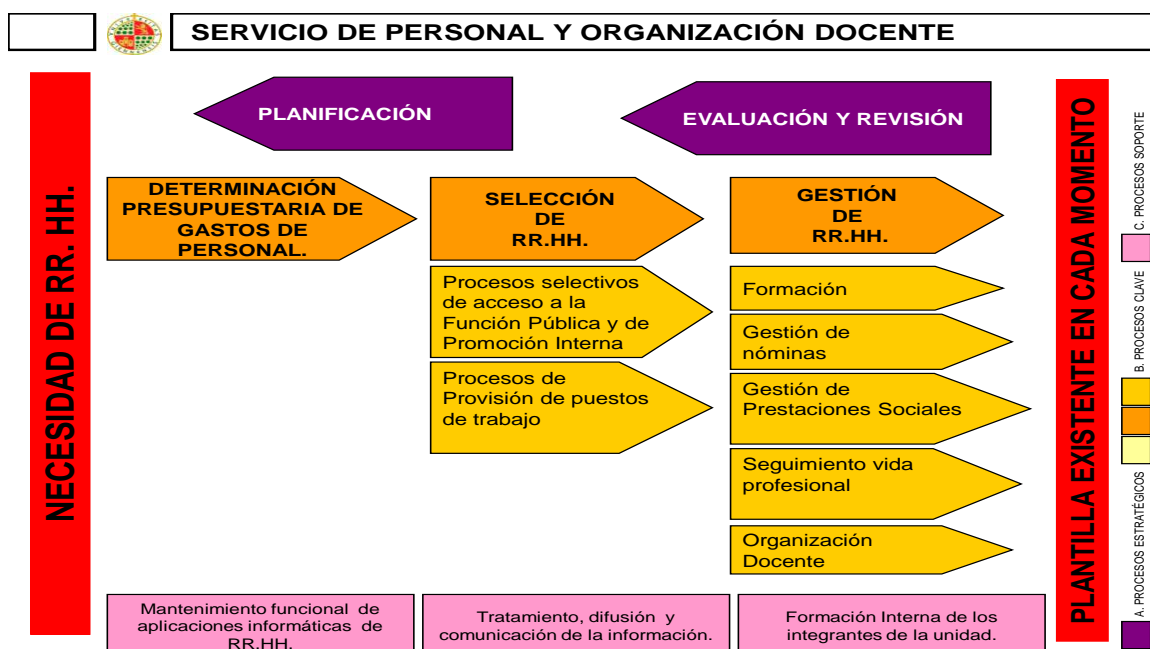 SERVICIO DE PERSONAL Y ORGANIZACIÓN DOCENTE
NECESIDAD DE RR. HH.
PLANIFICACIÓN
EVALUACIÓN Y REVISIÓN
DETERMINACIÓN
PRESUPUESTARIA DE
GASTOS DE
PERSONAL.
SELECCIÓN
DE
RR.HH.
GESTIÓN
DE
RR.HH.
Procesos selectivos
de acceso a la
Función Pública y de
Promoción Interna
Procesos de
Provisión de puestos
de trabajo
Formación
Gestión de
nóminas
Gestión de
Prestaciones Sociales
Seguimiento vida
profesional
Organización
Docente
Mantenimiento funcional de
aplicaciones informáticas de
RR.HH.
Tratamiento, difusión y
comunicación de la información.
Formación Interna de los
integrantes de la unidad.
PLANTILLA EXISTENTE EN CADA MOMENTO
A. PROCESOS ESTRATÉGICOS
B. PROCESOS CLAVE
C. PROCESOS SOPORTE